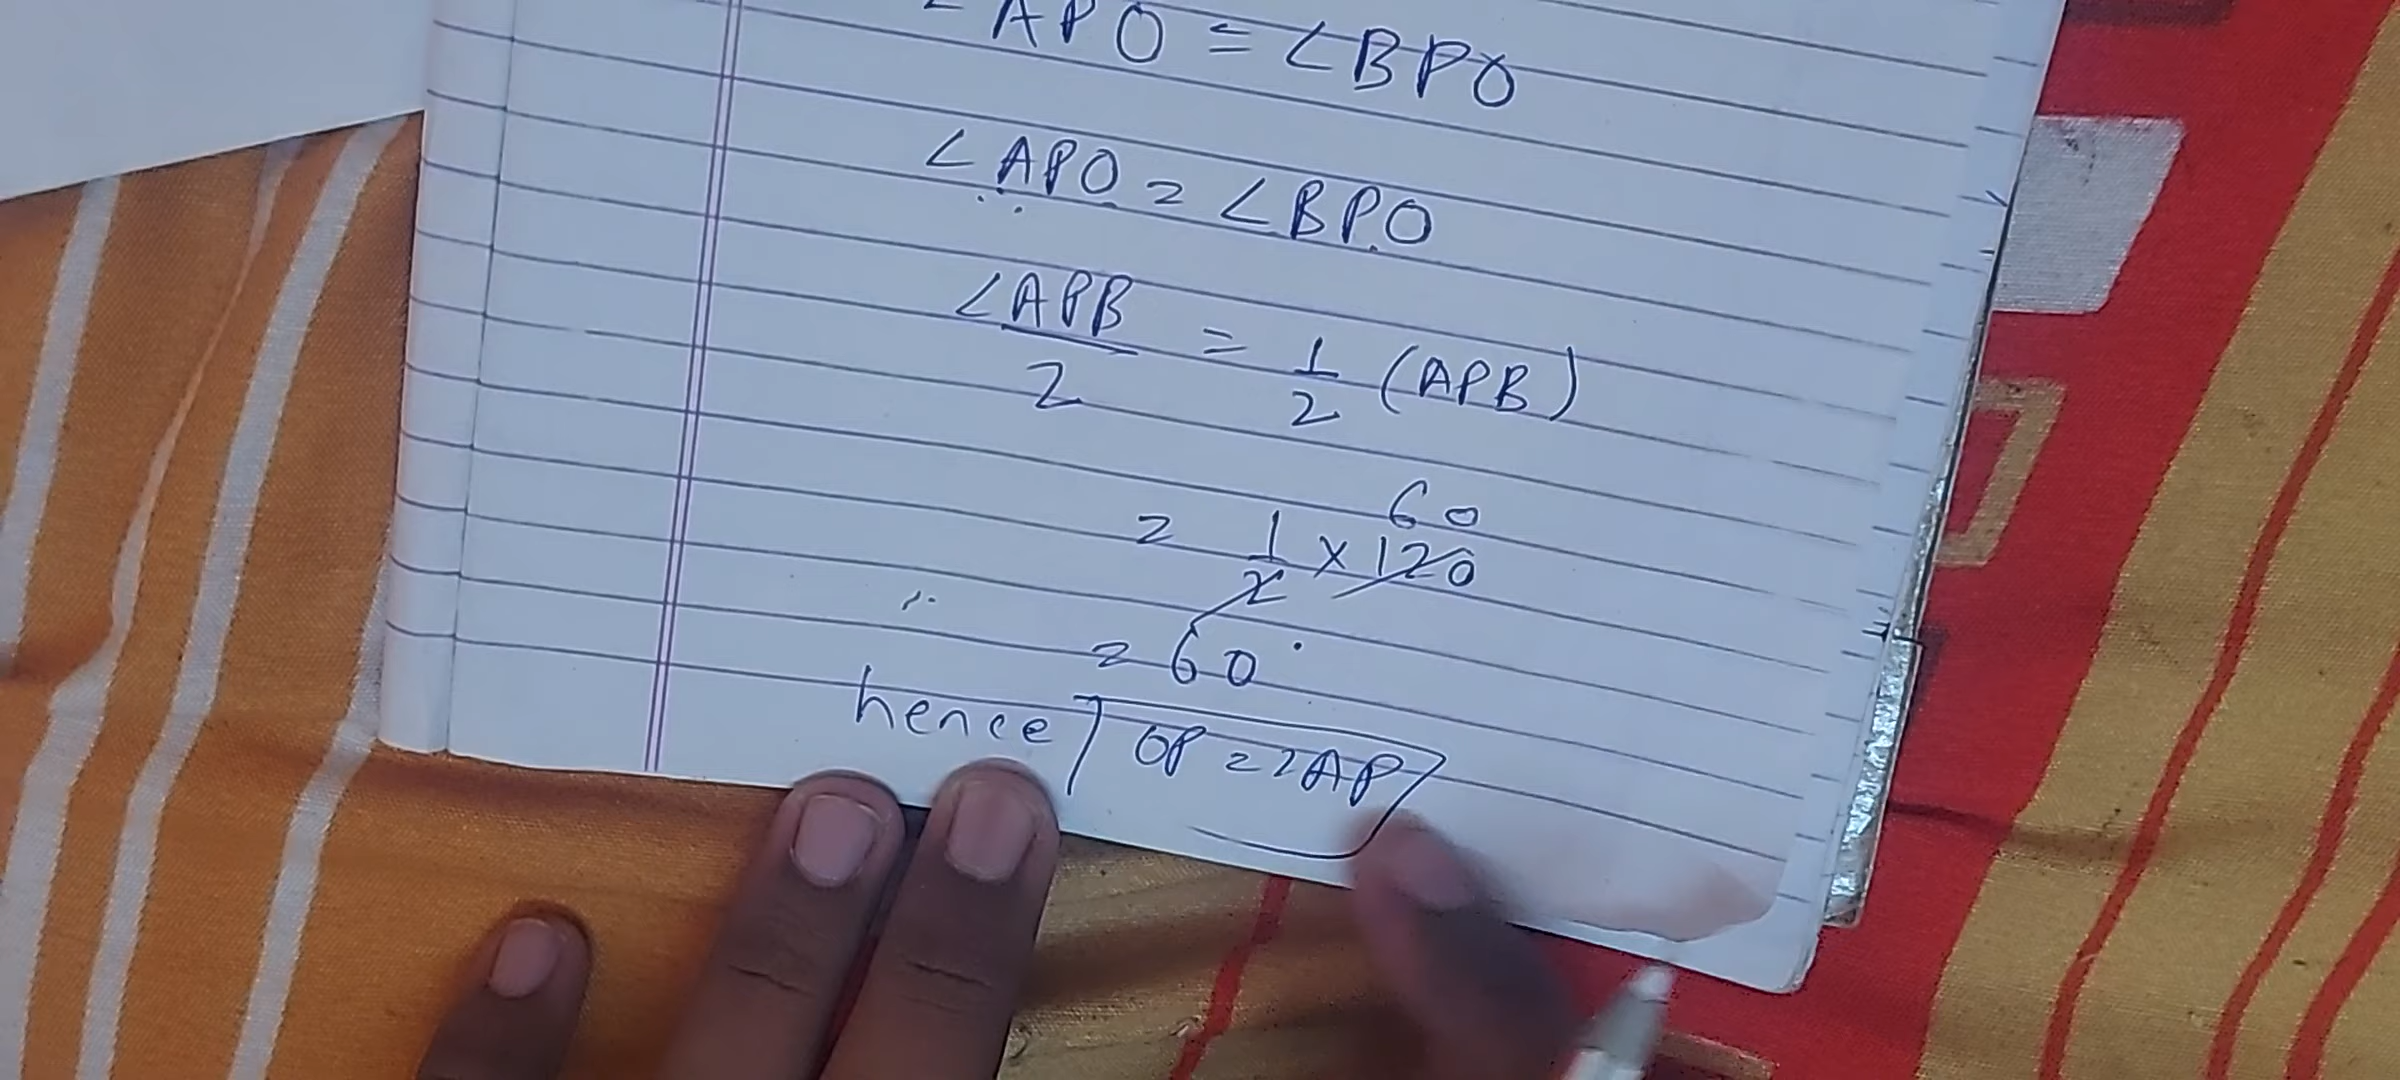 ∠APO = ∠BPO
∠APO = ∠BPO
∠APB/2 = 1/2 (APB)
= 1/2 × 120 60
= 60°
hence OP = 2AP